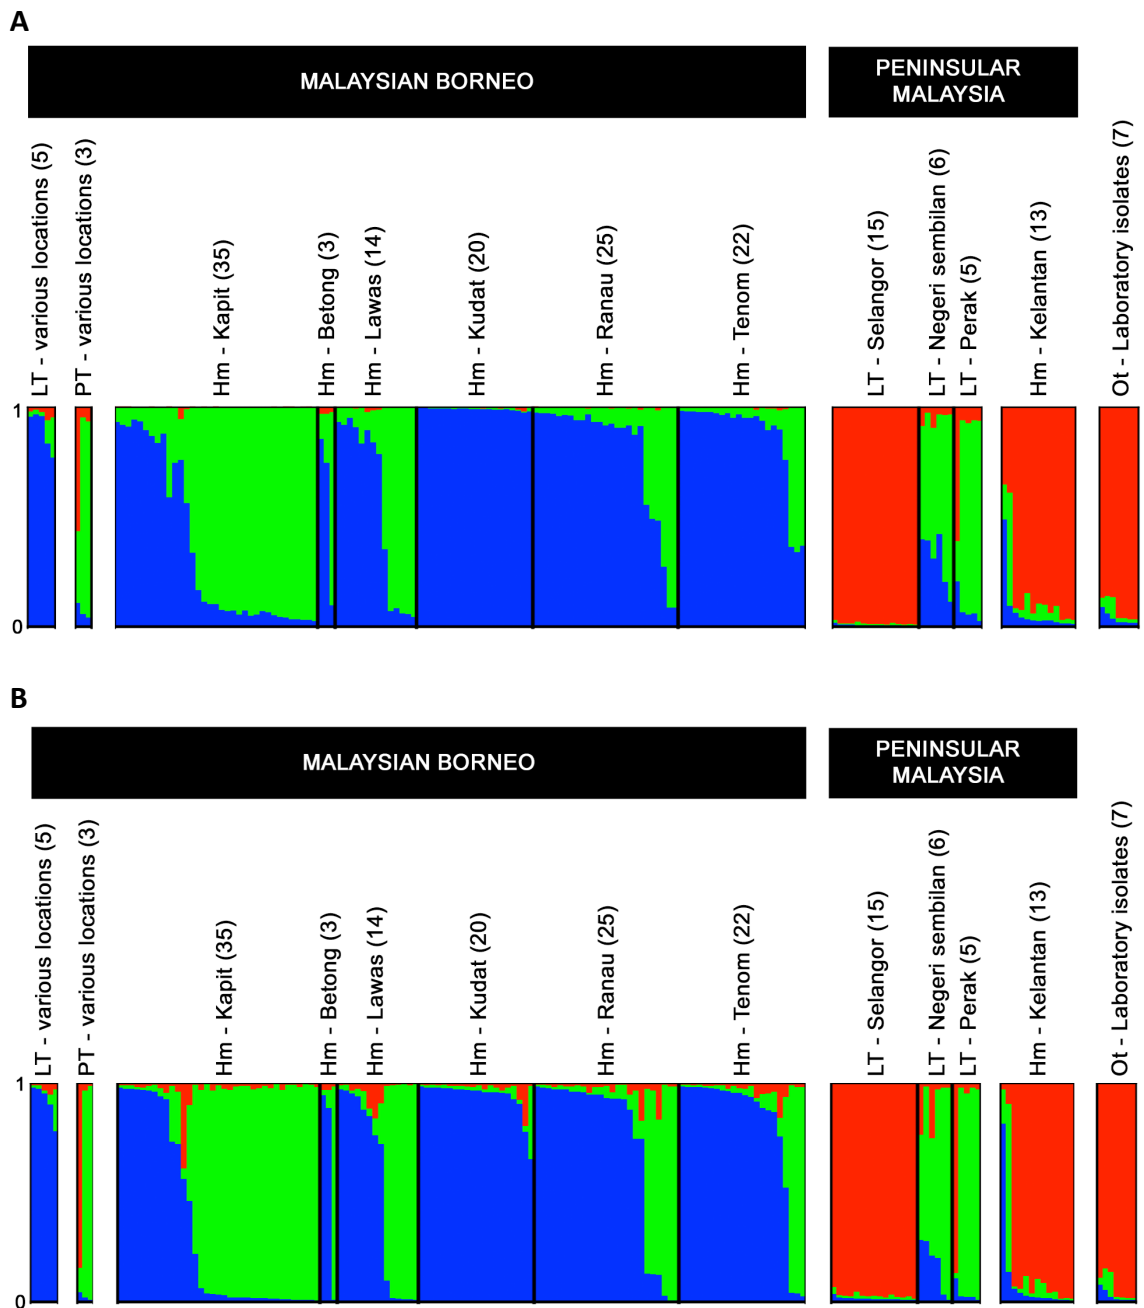 A
MALAYSIAN BORNEO
PENINSULAR
MALAYSIA
LT - various locations (5)
PT - various locations (3)
Hm - Kapit (35)
Hm - Betong (3)
Hm - Lawas (14)
Hm - Kudat (20)
Hm - Ranau (25)
Hm - Tenom (22)
LT - Selangor (15)
LT - Negeri sembilan (6)
LT - Perak (5)
Hm - Kelantan (13)
Ot - Laboratory isolates (7)
1
0
B
MALAYSIAN BORNEO
PENINSULAR
MALAYSIA
LT - various locations (5)
PT - various locations (3)
Hm - Kapit (35)
Hm - Betong (3)
Hm - Lawas (14)
Hm - Kudat (20)
Hm - Ranau (25)
Hm - Tenom (22)
LT - Selangor (15)
LT - Negeri sembilan (6)
LT - Perak (5)
Hm - Kelantan (13)
Ot - Laboratory isolates (7)
1
0